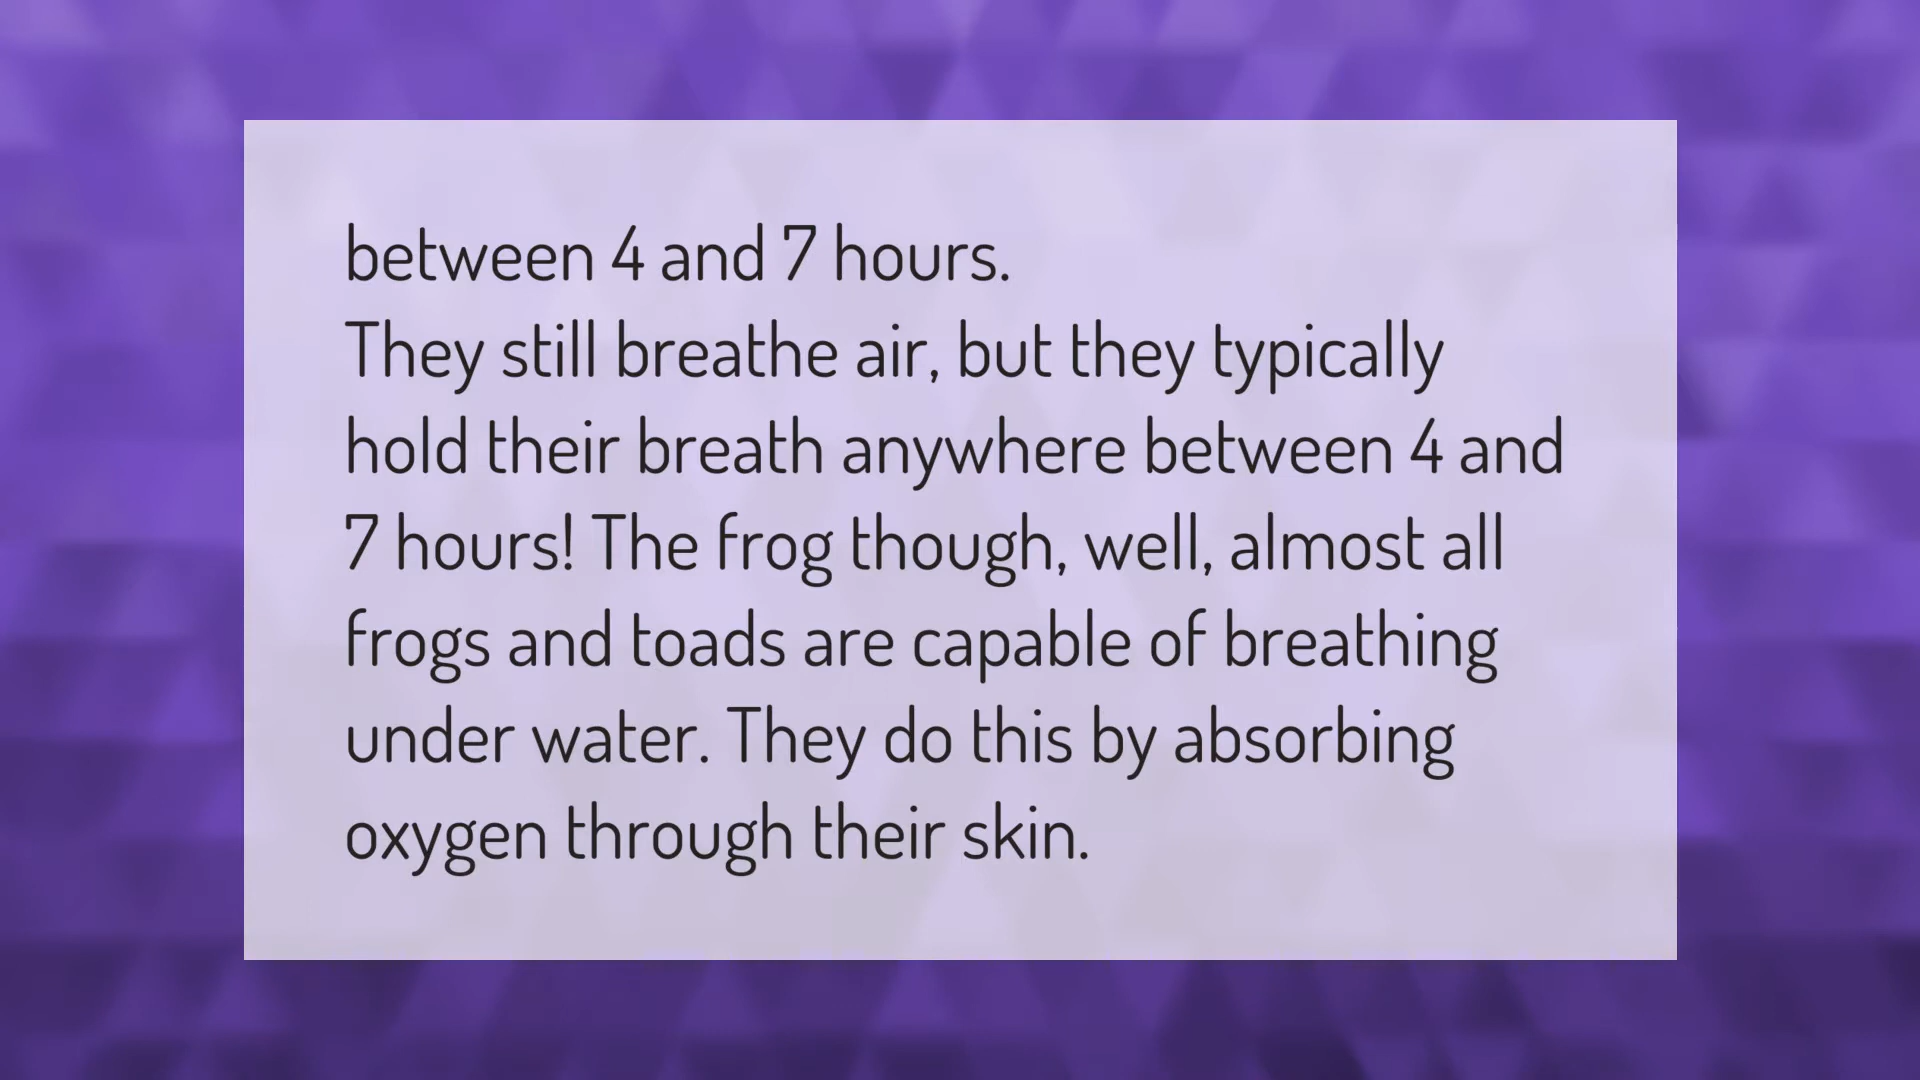 between 4 and 7 hours.
They still breathe air, but they typically
hold their breath anywhere between 4 and
7 hours! The frog though, well, almost all
frogs and toads are capable of breathing
under water. They do this by absorbing
oxygen through their skin.